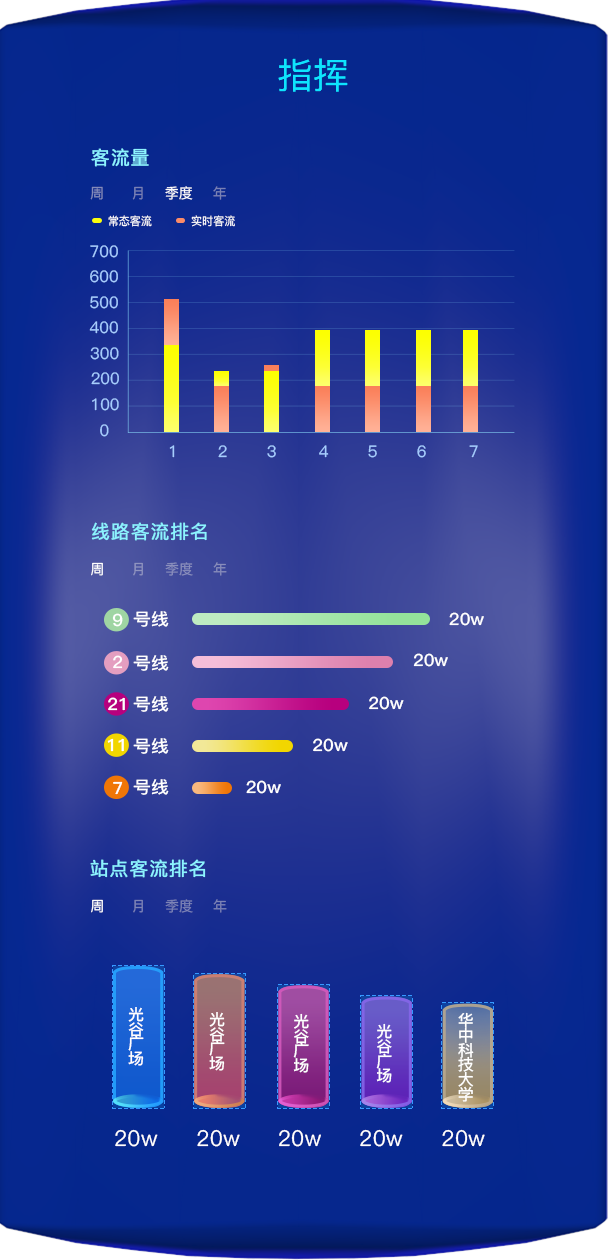 指挥
客流量
周 月 季度 年
常态客流 实时客流
700
600
500
400
300
200
100
0
1 2 3 4 5 6 7
线路客流排名
周 月 季度 年
9 号线 20w
2 号线 20w
21 号线 20w
11 号线 20w
7 号线 20w
站点客流排名
周 月 季度 年
光谷广场
光谷广场
光谷广场
光谷广场
华中科技大学
20w 20w 20w 20w 20w